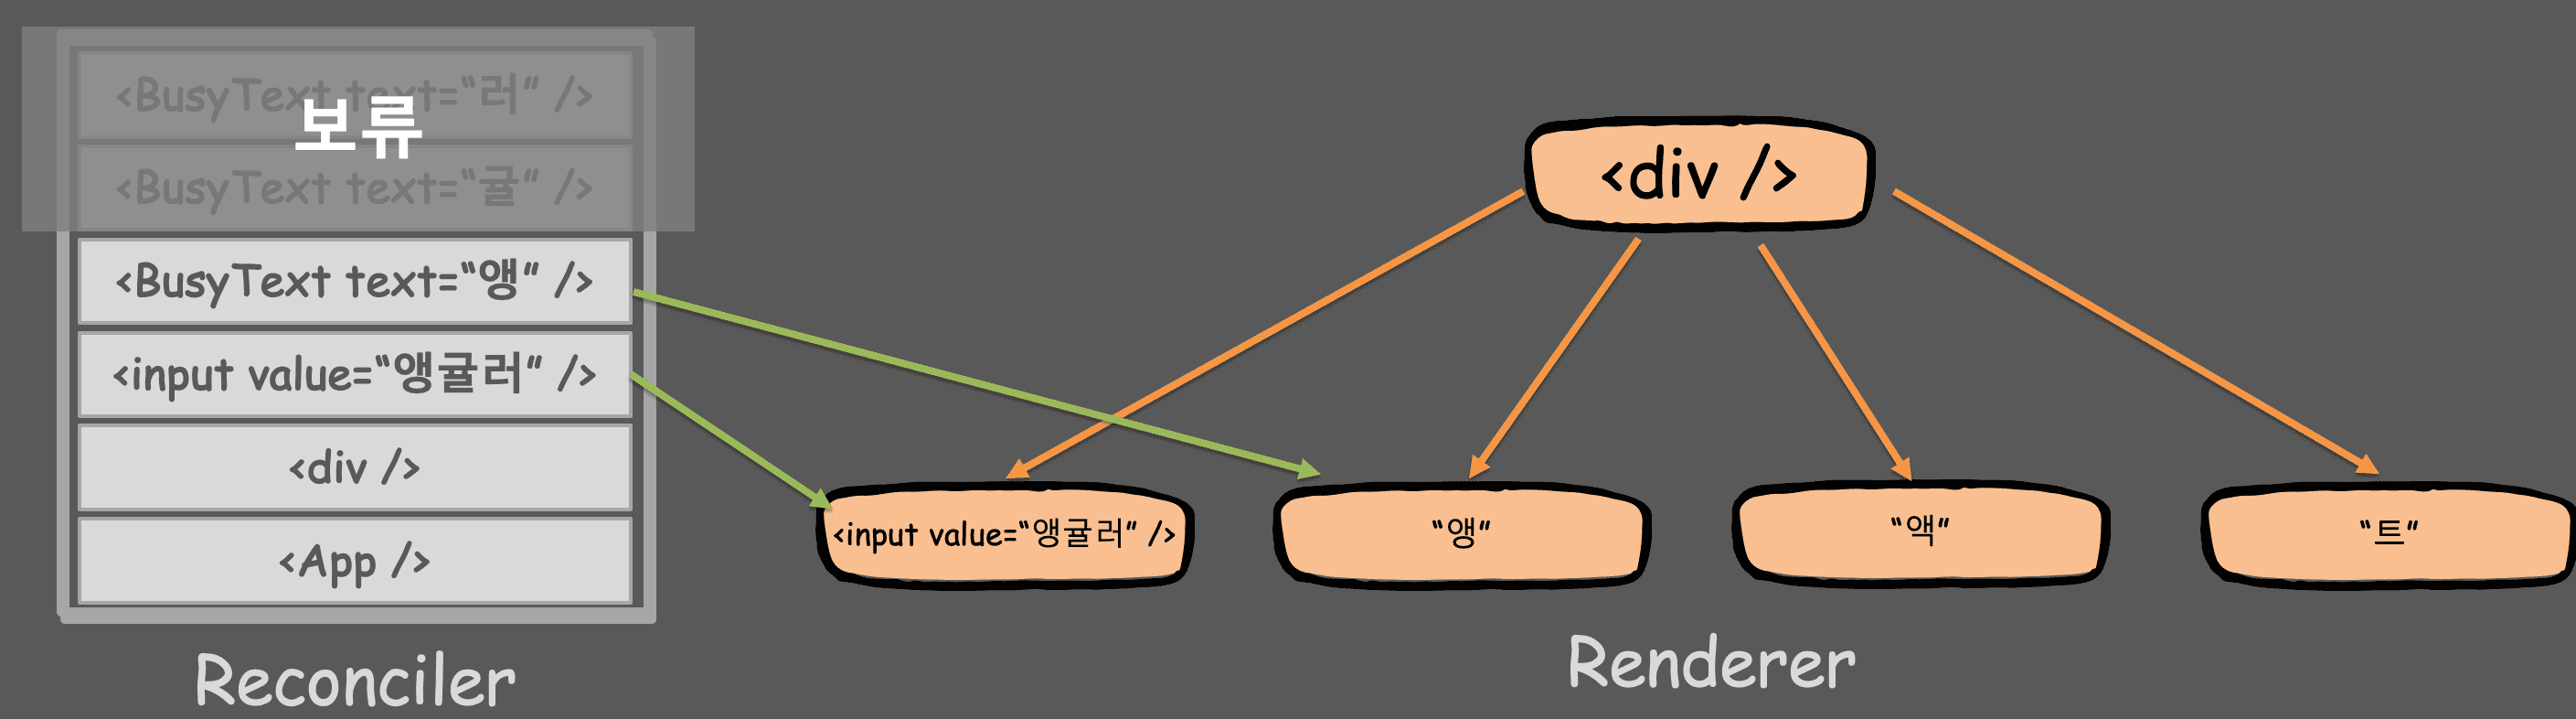 <BusyText text="러" />
보류
<BusyText text="귤" />
<BusyText text="앵" />
<input value="앵귤러" />
<div />
<App />
Reconciler
<div />
<input value="앵귤러" />
"앵"
"액"
"트"
Renderer